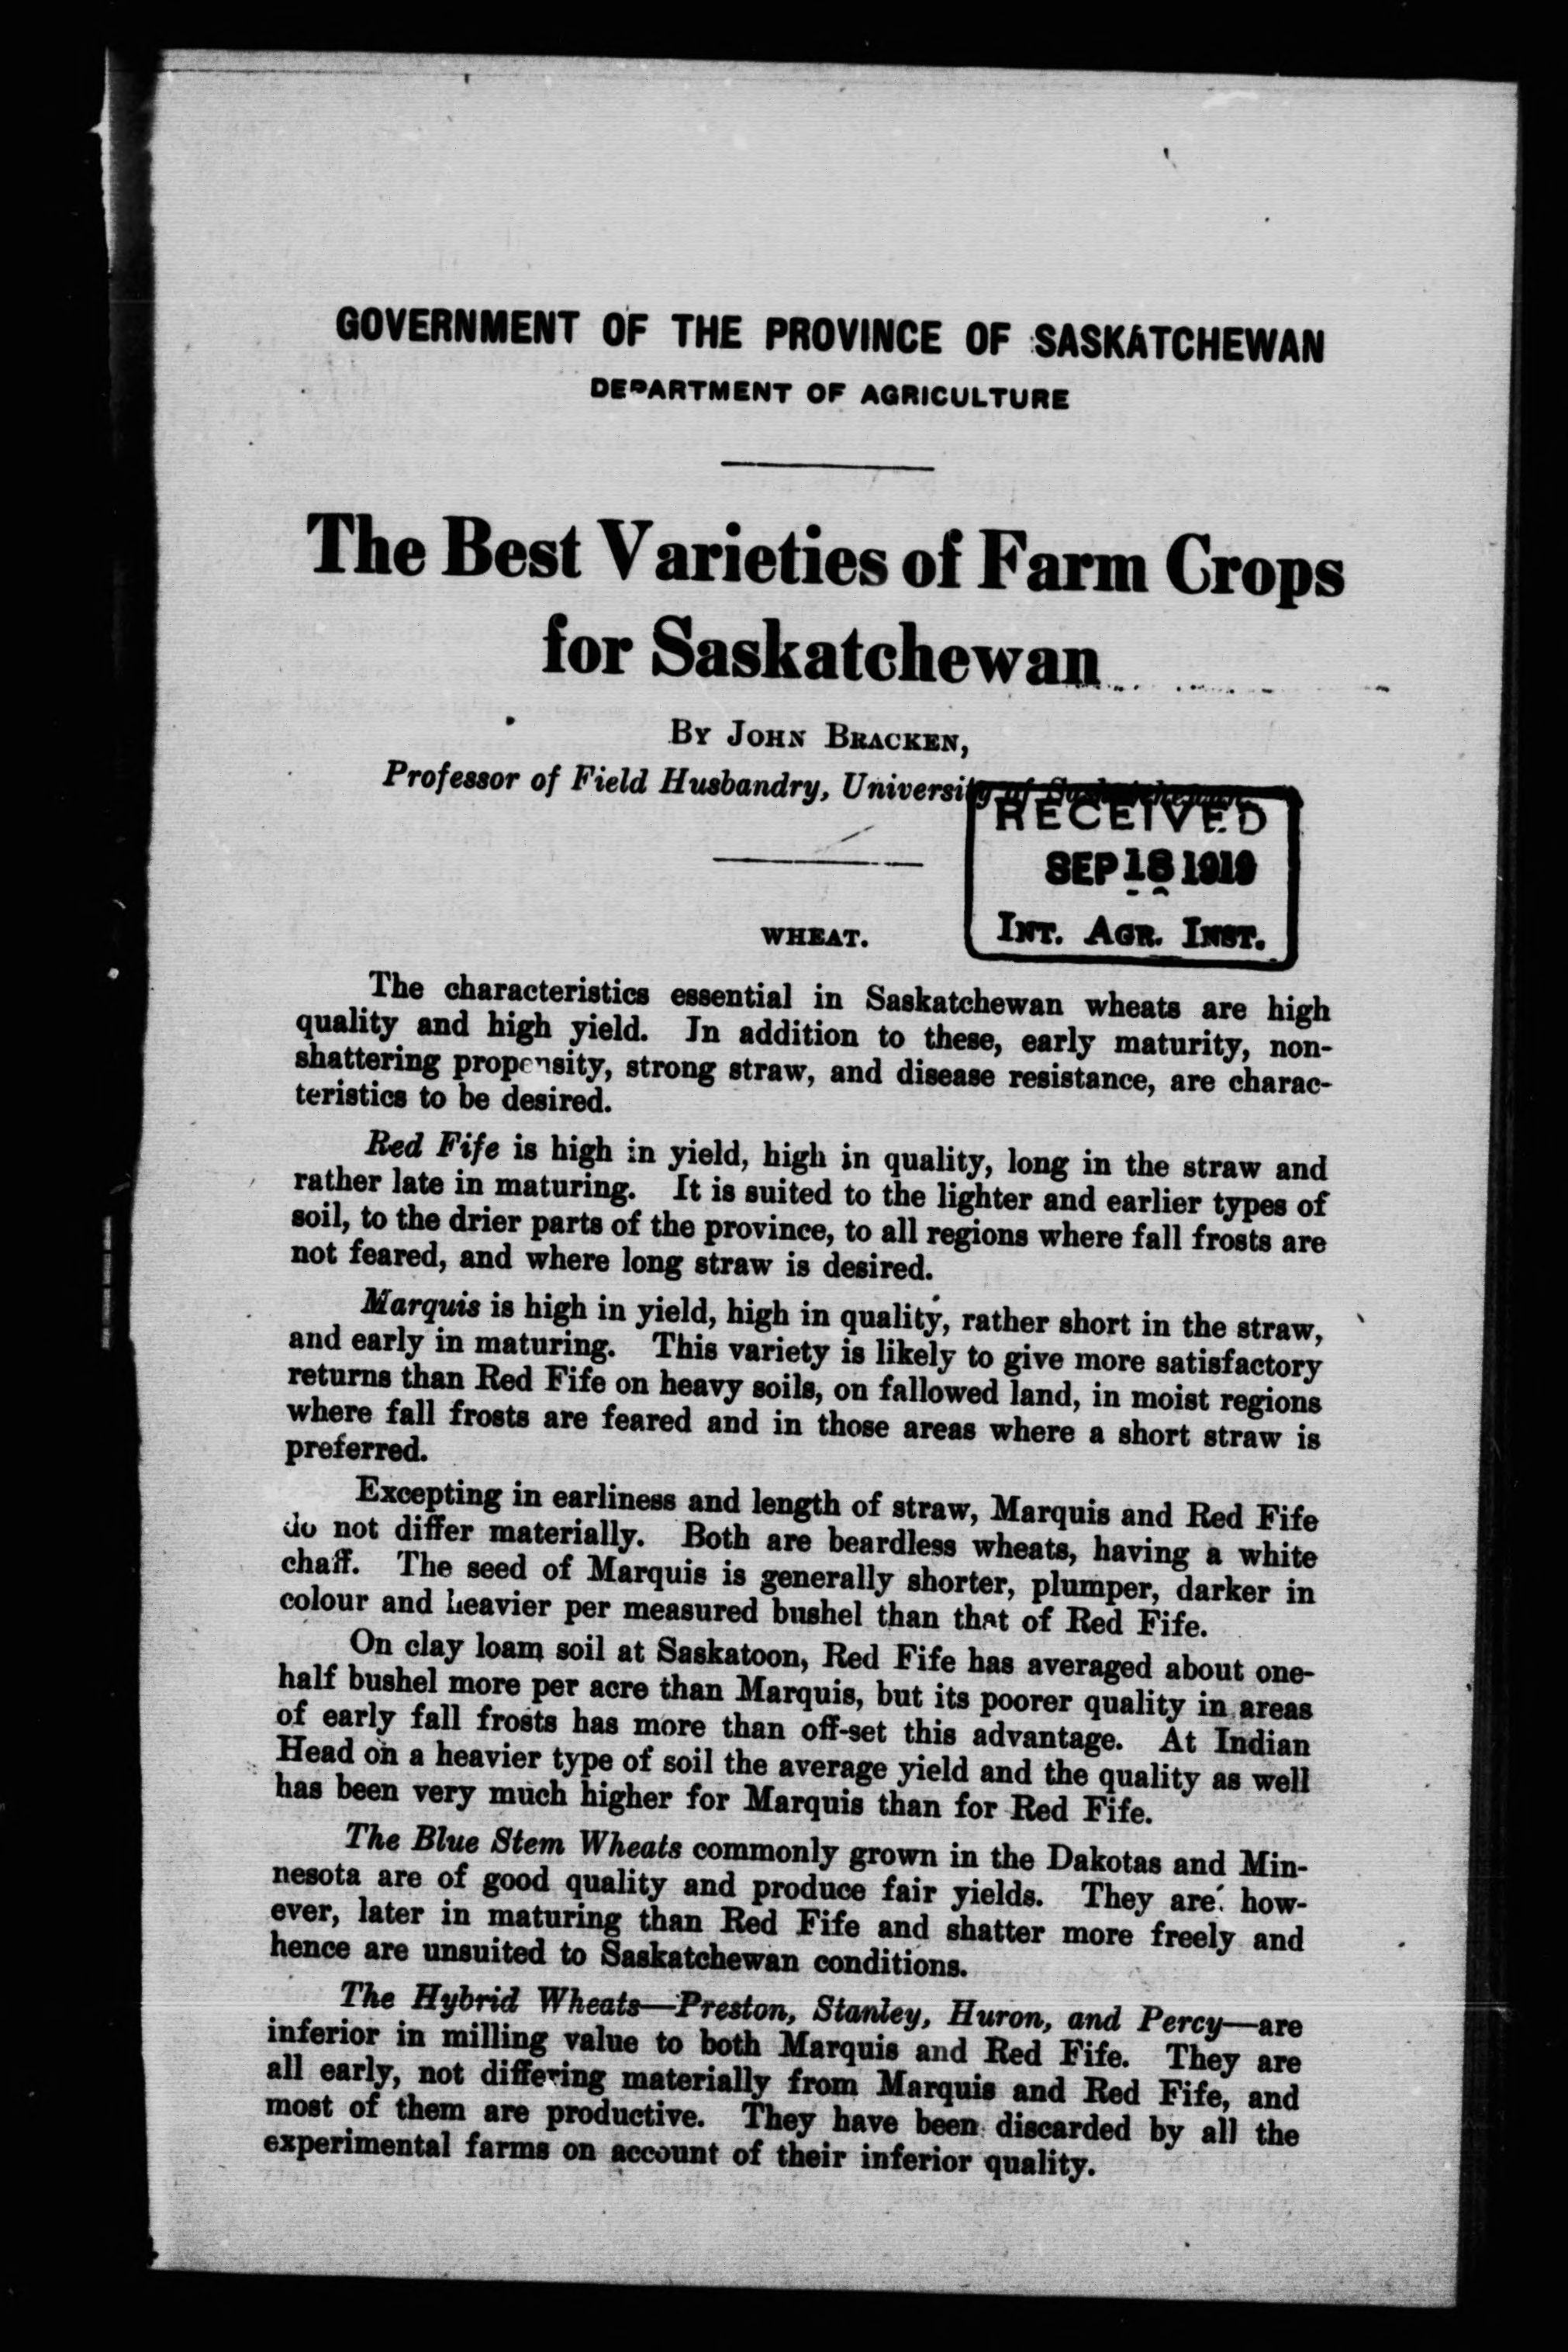 GOVERNMENT OF THE PROVINCE OF SASKATCHEWAN
DEPARTMENT OF AGRICULTURE
The Best Varieties of Farm Crops
for Saskatchewan
By John Bracken,
Professor of Field Husbandry, University of Saskatchewan.
RECEIVED
SEP 18 1919
Int. Agr. Inst.
WHEAT.
The characteristics essential in Saskatchewan wheats are high
quality and high yield. In addition to these, early maturity, non-
shattering propensity, strong straw, and disease resistance, are charac-
teristics to be desired.
Red Fife is high in yield, high in quality, long in the straw and
rather late in maturing. It is suited to the lighter and earlier types of
soil, to the drier parts of the province, to all regions where fall frosts are
not feared, and where long straw is desired.
Marquis is high in yield, high in quality, rather short in the straw,
and early in maturing. This variety is likely to give more satisfactory
returns than Red Fife on heavy soils, on fallowed land, in moist regions
where fall frosts are feared and in those areas where a short straw is
preferred.
Excepting in earliness and length of straw, Marquis and Red Fife
do not differ materially. Both are beardless wheats, having a white
chaff. The seed of Marquis is generally shorter, plumper, darker in
colour and heavier per measured bushel than that of Red Fife.
On clay loam soil at Saskatoon, Red Fife has averaged about one-
half bushel more per acre than Marquis, but its poorer quality in areas
of early fall frosts has more than off-set this advantage. At Indian
Head on a heavier type of soil the average yield and the quality as well
has been very much higher for Marquis than for Red Fife.
The Blue Stem Wheats commonly grown in the Dakotas and Min-
nesota are of good quality and produce fair yields. They are, how-
ever, later in maturing than Red Fife and shatter more freely and
hence are unsuited to Saskatchewan conditions.
The Hybrid Wheats—Preston, Stanley, Huron, and Percy—are
inferior in milling value to both Marquis and Red Fife. They are
all early, not differing materially from Marquis and Red Fife, and
most of them are productive. They have been discarded by all the
experimental farms on account of their inferior quality.